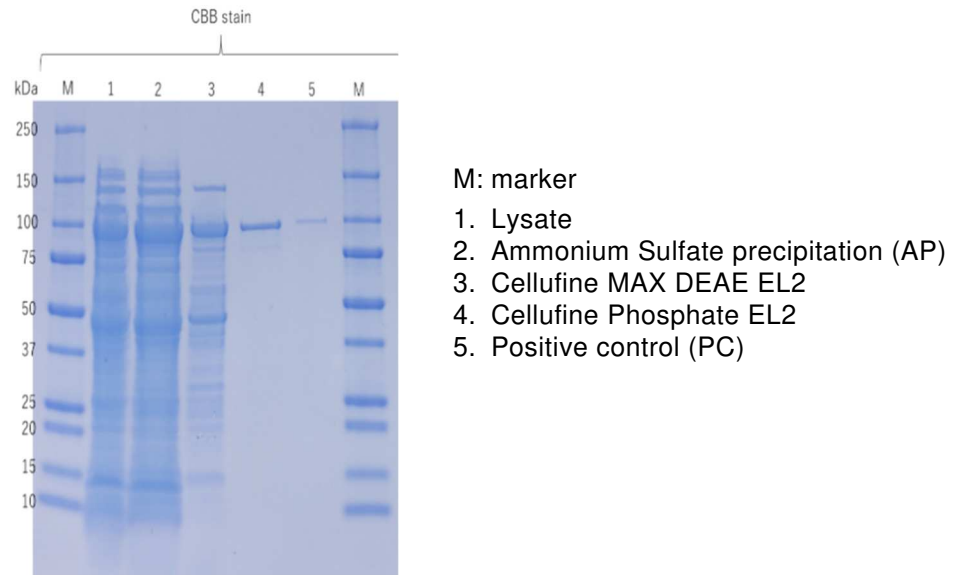 CBB stain
kDa M 1 2 3 4 5 M
250
150
100
75
50
37
25
20
15
10
M: marker
1. Lysate
2. Ammonium Sulfate precipitation (AP)
3. Cellufine MAX DEAE EL2
4. Cellufine Phosphate EL2
5. Positive control (PC)